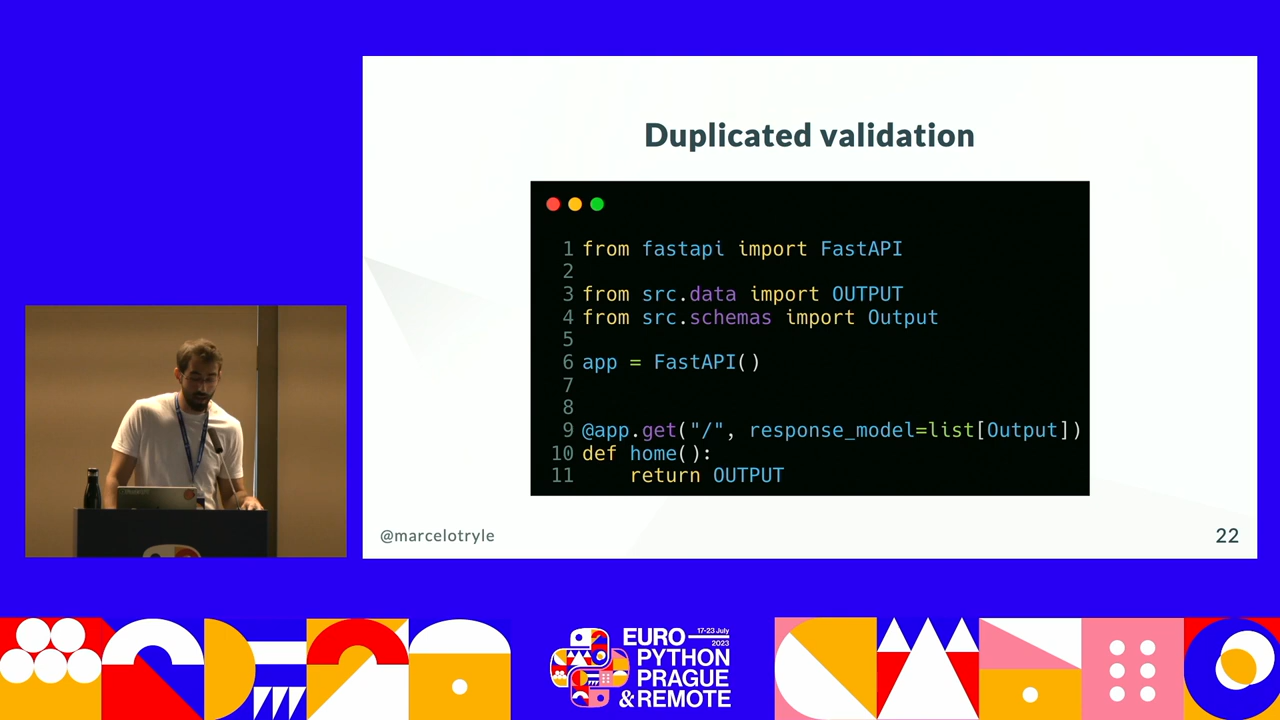 Duplicated validation
1 from fastapi import FastAPI
2
3 from src.data import OUTPUT
4 from src.schemas import Output
5
6 app = FastAPI()
7
8
9 @app.get("/", response_model=list[Output])
10 def home():
11     return OUTPUT
@marcelotryle
22
EURO
17-23 July
2023
PYTHON
PRAGUE
& REMOTE